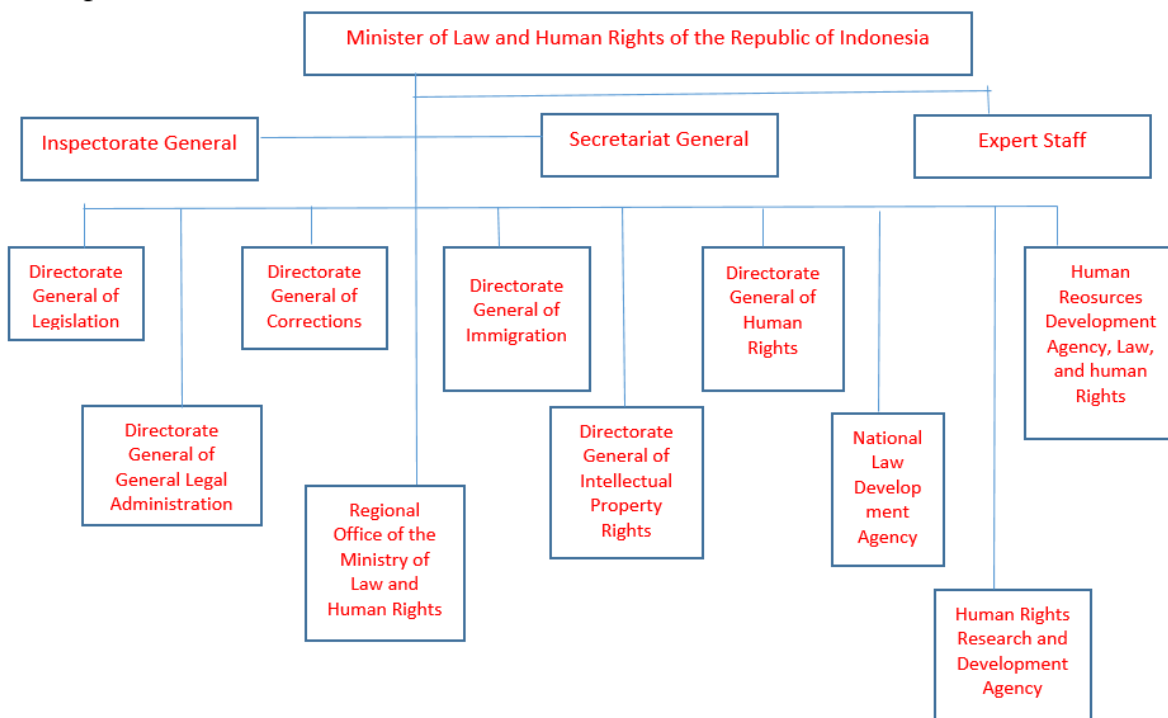 Minister of Law and Human Rights of the Republic of Indonesia
Inspectorate General
Secretariat General
Expert Staff
Directorate
General of
Legislation
Directorate
General of
Corrections
Directorate
General of
Immigration
Directorate
General of
Human
Rights
Human
Reosurces
Development
Agency, Law,
and human
Rights
Directorate
General of
General Legal
Administration
Regional
Office of the
Ministry of
Law and
Human Rights
Directorate
General of
Intellectual
Property
Rights
National
Law
Develop
ment
Agency
Human Rights
Research and
Development
Agency